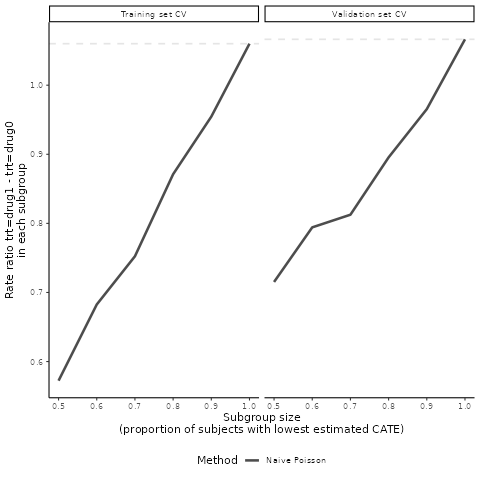 Training set CV
Validation set CV
Rate ratio trt=drug1 - trt=drug0
in each subgroup
1.0
0.9
0.8
0.7
0.6
0.5 0.6 0.7 0.8 0.9 1.0
0.5 0.6 0.7 0.8 0.9 1.0
Subgroup size
(proportion of subjects with lowest estimated CATE)
Method Naive Poisson